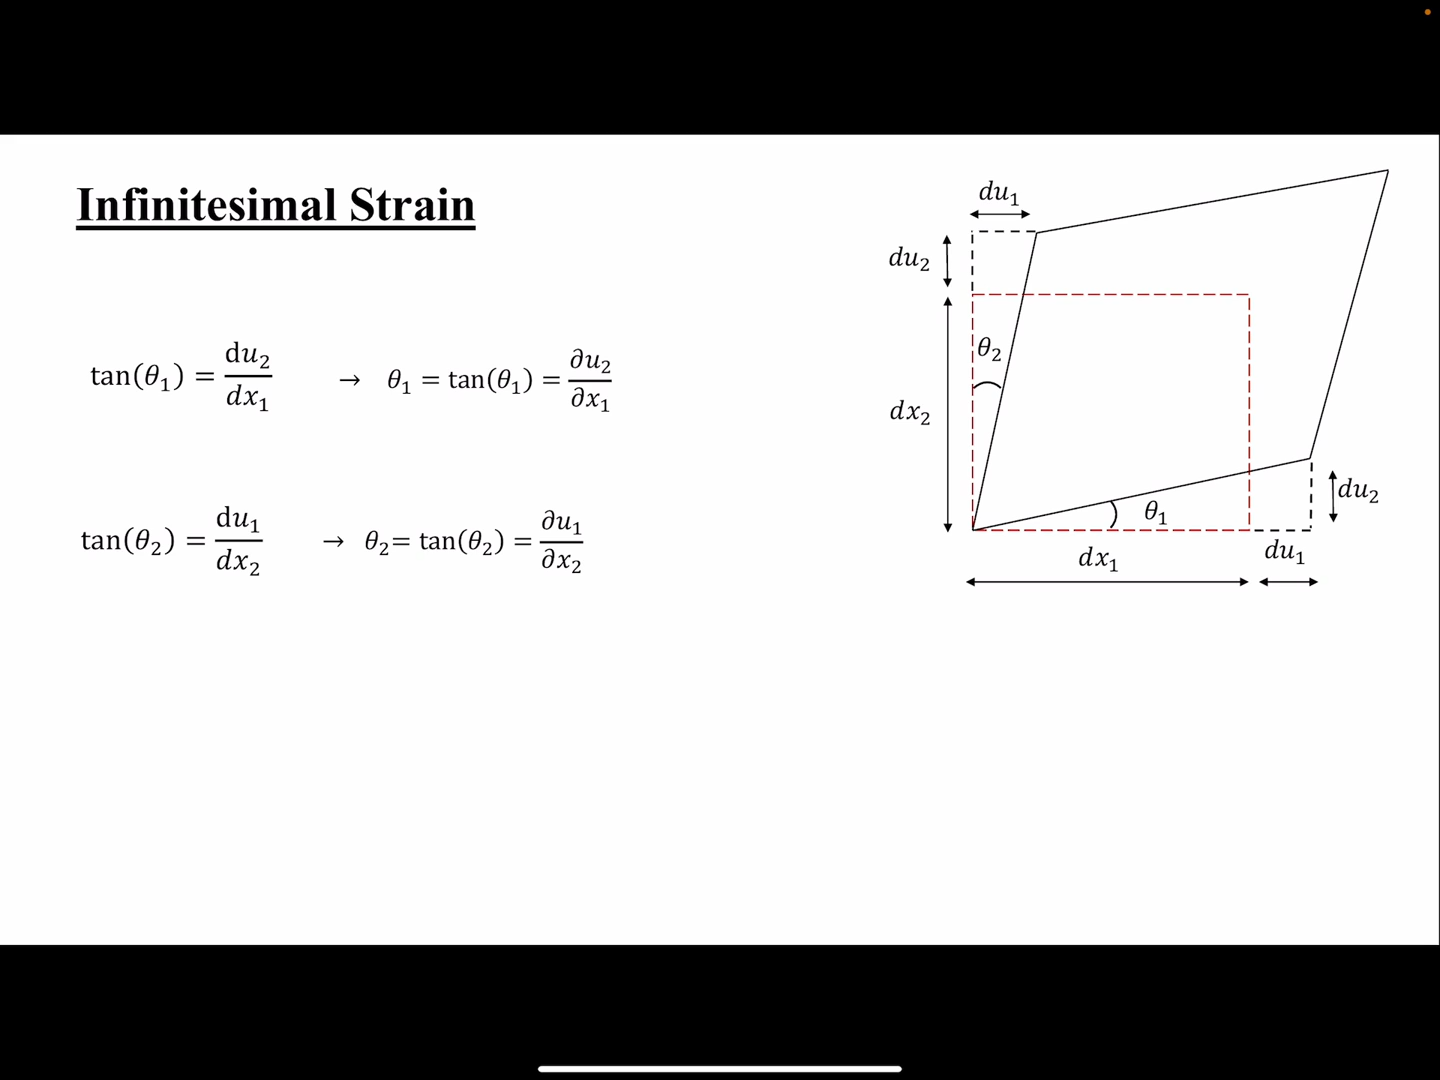 Infinitesimal Strain
tan(θ₁) = du₂/dx₁ → θ₁ = tan(θ₁) = ∂u₂/∂x₁
tan(θ₂) = du₁/dx₂ → θ₂= tan(θ₂) = ∂u₁/∂x₂
du₁
du₂
θ₂
dx₂
du₂
θ₁
du₁
dx₁